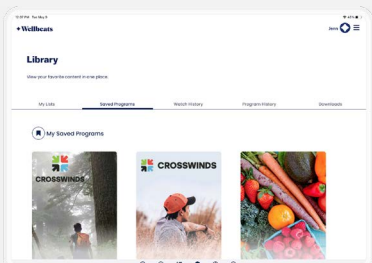 Wellbeats
Jenn
Library
View your favorite content in one place.
My Lists
Saved Programs
Watch History
Program History
Downloads
My Saved Programs
CROSSWINDS
CROSSWINDS